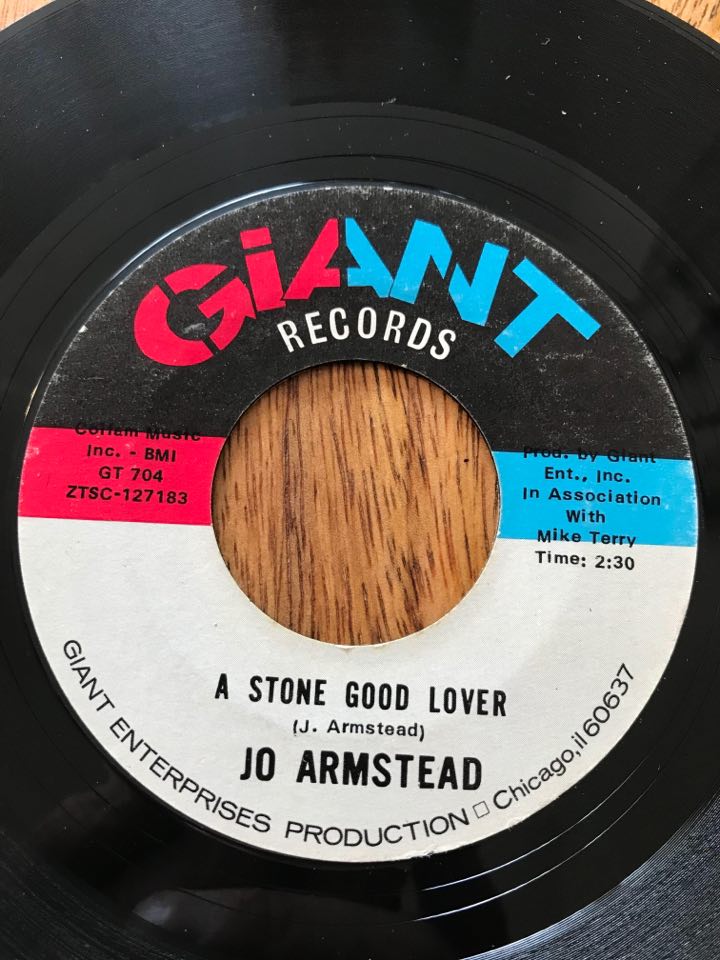 GiANT
RECORDS
Collam Music
Inc. - BMI
GT 704
ZTSC-127183
Prod. by Giant
Ent., Inc.
In Association
With
Mike Terry
Time: 2:30
A STONE GOOD LOVER
(J. Armstead)
JO ARMSTEAD
GIANT ENTERPRISES PRODUCTION □ Chicago, il 60637